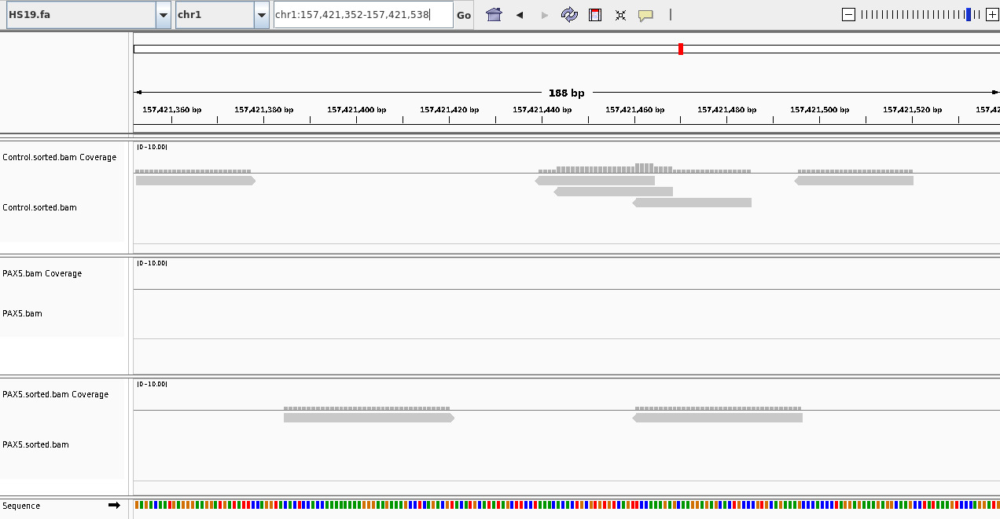 HS19.fa chr1 chr1:157,421,352-157,421,538 Go
188 bp
157,421,360 bp 157,421,380 bp 157,421,400 bp 157,421,420 bp 157,421,440 bp 157,421,460 bp 157,421,480 bp 157,421,500 bp 157,421,520 bp 157,42
[0-10.00]
Control.sorted.bam Coverage
Control.sorted.bam
[0-10.00]
PAX5.bam Coverage
PAX5.bam
[0-10.00]
PAX5.sorted.bam Coverage
PAX5.sorted.bam
Sequence